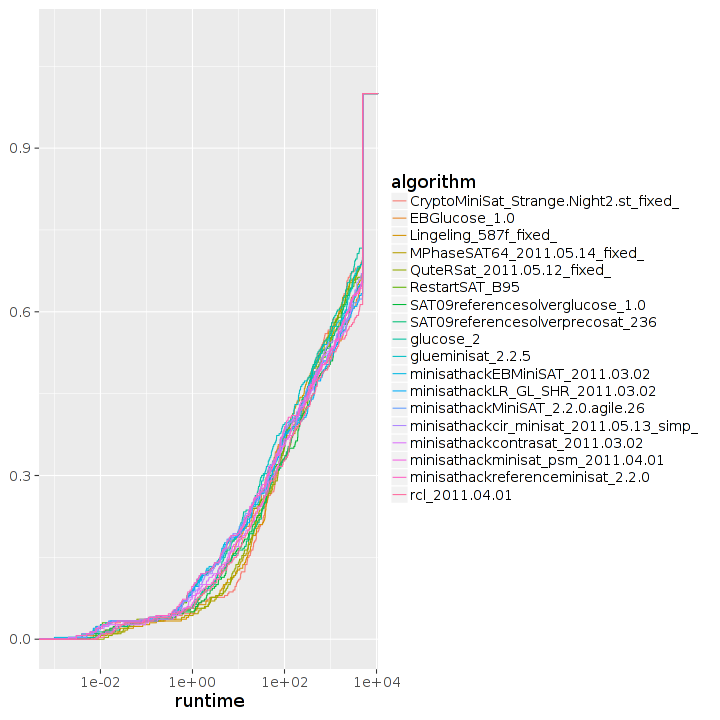 0.9
0.6
0.3
0.0
1e-02 1e+00 1e+02 1e+04
runtime
algorithm
CryptoMiniSat_Strange.Night2.st_fixed_
EBGlucose_1.0
Lingeling_587f_fixed_
MPhaseSAT64_2011.05.14_fixed_
QuteRSat_2011.05.12_fixed_
RestartSAT_B95
SAT09referencesolverglucose_1.0
SAT09referencesolverprecosat_236
glucose_2
glueminisat_2.2.5
minisathackEBMiniSAT_2011.03.02
minisathackLR_GL_SHR_2011.03.02
minisathackMiniSAT_2.2.0.agile.26
minisathackcir_minisat_2011.05.13_simp_
minisathackcontrasat_2011.03.02
minisathackminisat_psm_2011.04.01
minisathackreferenceminisat_2.2.0
rcl_2011.04.01